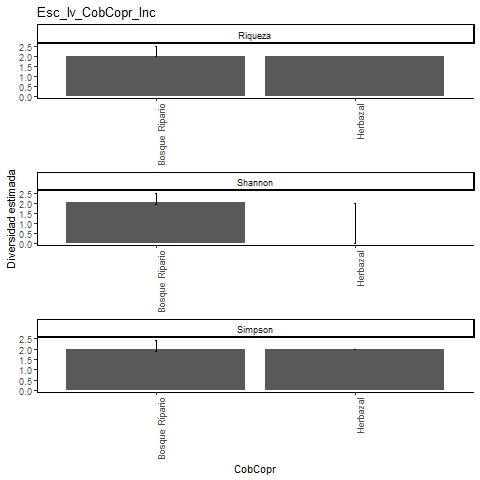 Esc_Iv_CobCopr_Inc
Riqueza
2.5
2.0
1.5
1.0
0.5
0.0
Bosque Ripario
Herbazal
Shannon
2.5
2.0
1.5
1.0
0.5
0.0
Bosque Ripario
Herbazal
Simpson
2.5
2.0
1.5
1.0
0.5
0.0
Bosque Ripario
Herbazal
Diversidad estimada
CobCopr